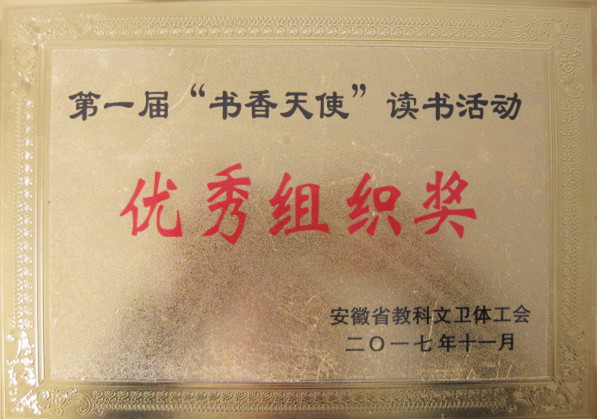 第一届“书香天使”读书活动
优秀组织奖
安徽省教科文卫体工会
二〇一七年十一月